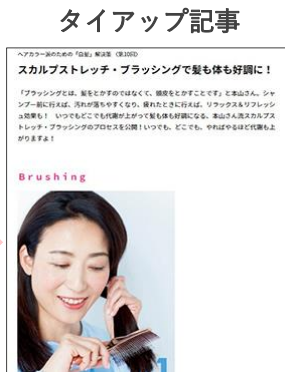 タイアップ記事
ヘアカラー派のための「白髪」解決策 〈第10回〉
スカルプストレッチ・ブラッシングで髪も体も好調に！
「ブラッシングとは、髪をとかすのではなくて、頭皮をとかすことです」と本山さん。シャ
ンプー前に行えば、汚れが落ちやすくなり、疲れたときに行えば、リラックス＆リフレッシ
ュ効果も！　いつでもどこでも代謝が上がって髪も体も好調になる、本山さん流スカルプス
トレッチ・ブラッシングのプロセスを公開！いつでも、どこでも、やればやるほど代謝も上
がりますよ！
Brushing
1